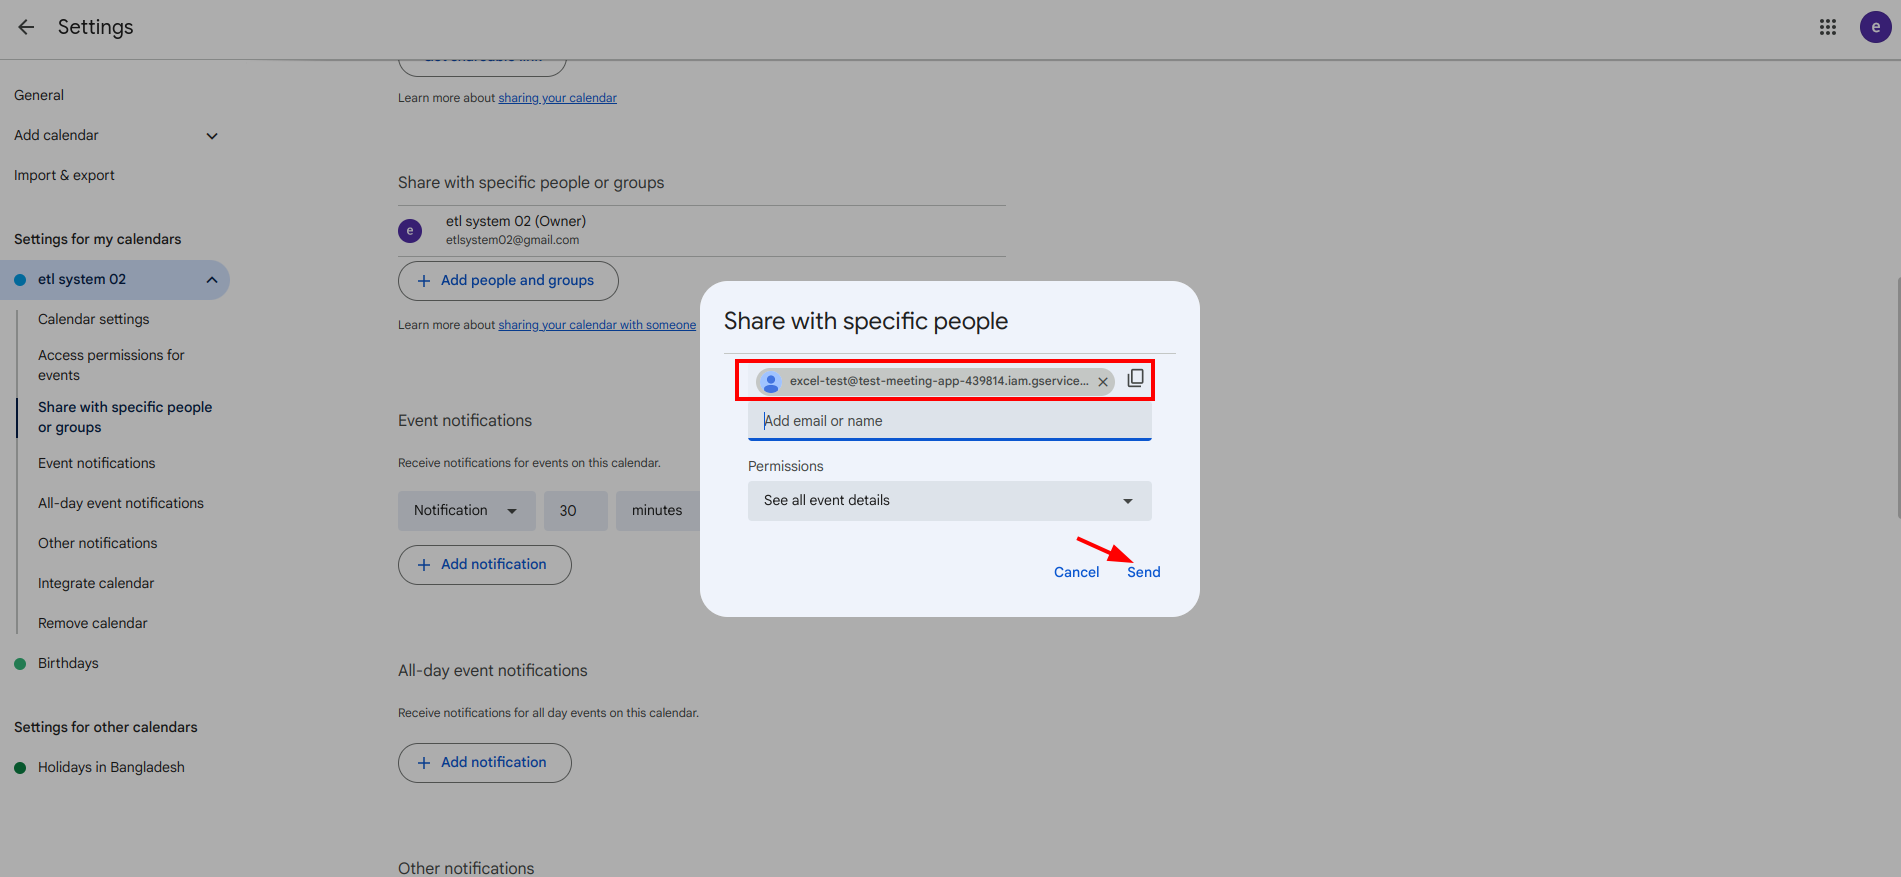 Settings
e
General
Add calendar
Import & export
Settings for my calendars
etl system 02
Calendar settings
Access permissions for
events
Share with specific people
or groups
Event notifications
All-day event notifications
Other notifications
Integrate calendar
Remove calendar
Birthdays
Settings for other calendars
Holidays in Bangladesh
Learn more about sharing your calendar
Share with specific people or groups
e
etl system 02 (Owner)
etlsystem02@gmail.com
Add people and groups
Learn more about sharing your calendar with someone
Event notifications
Receive notifications for events on this calendar.
Notification
30
minutes
Add notification
All-day event notifications
Receive notifications for all day events on this calendar.
Add notification
Other notifications
Share with specific people
excel-test@test-meeting-app-439814.iam.gservice...
Add email or name
Permissions
See all event details
Cancel
Send